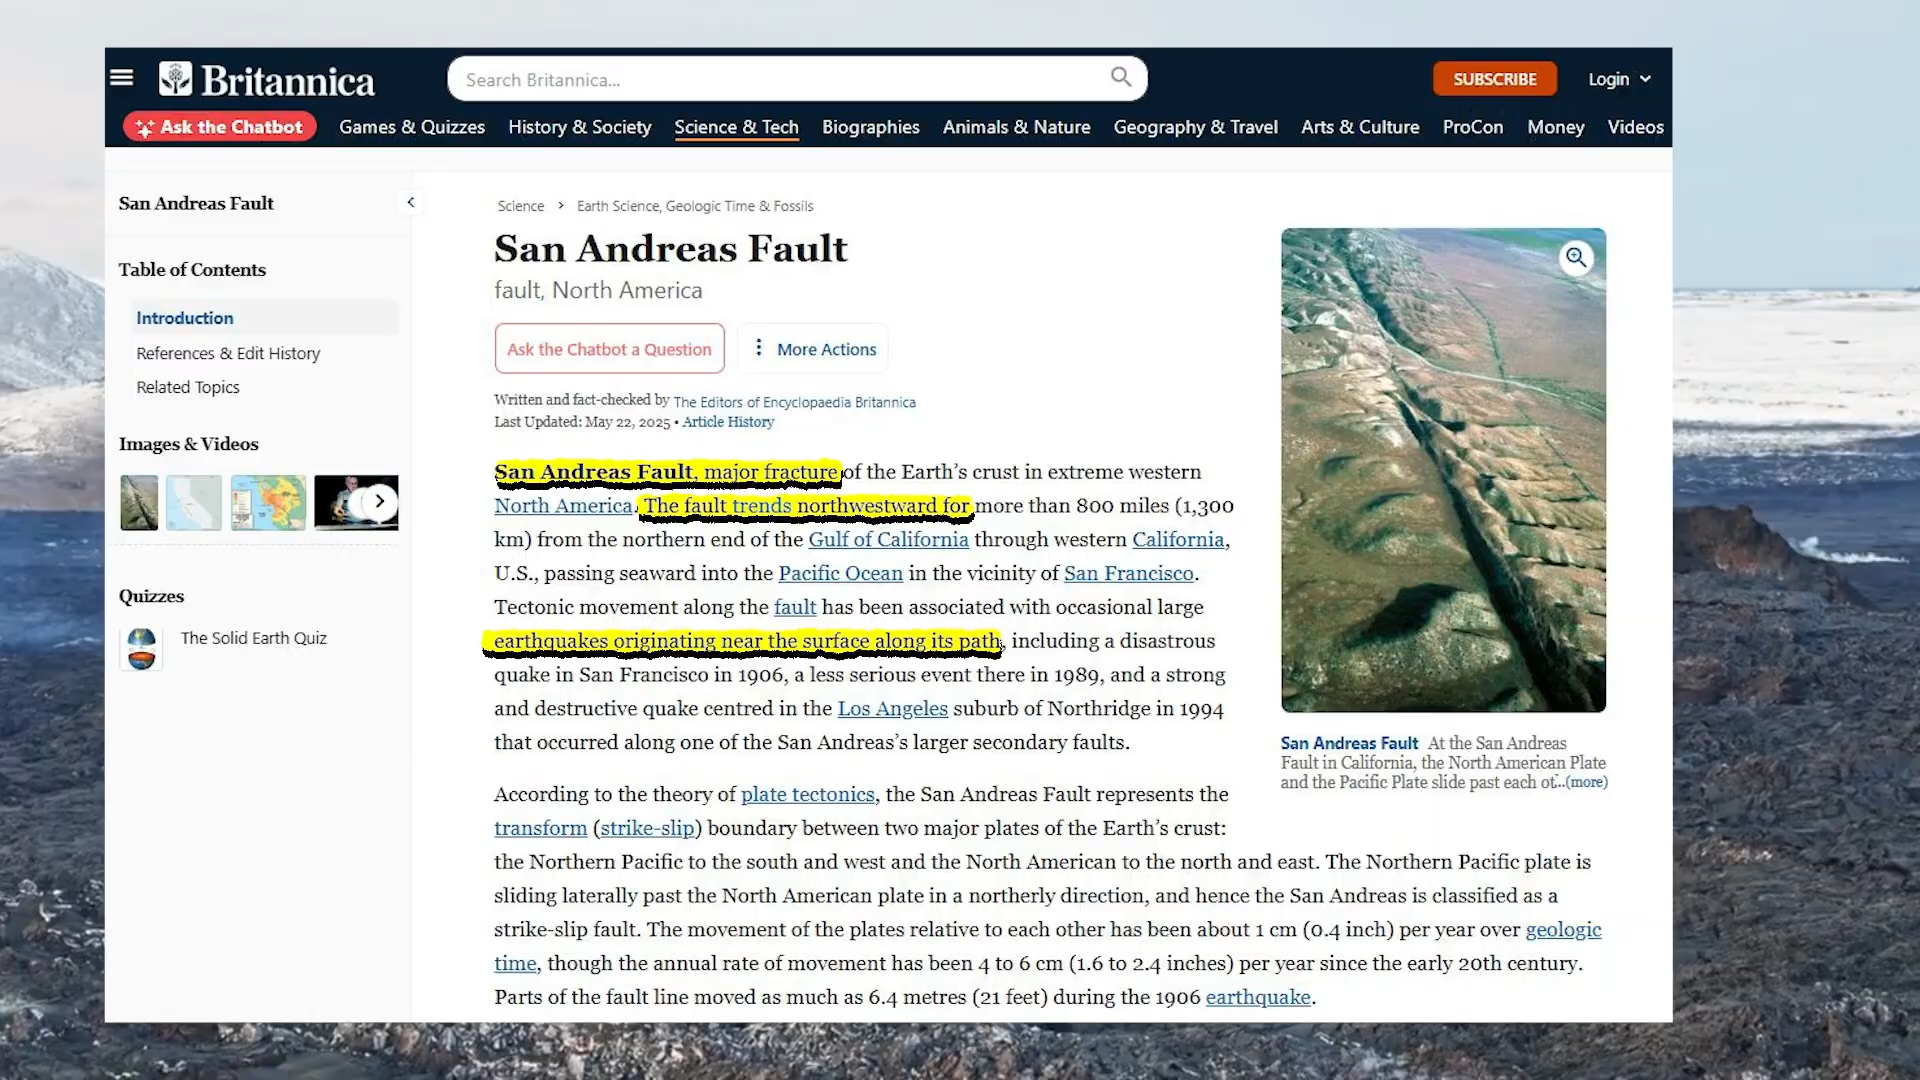 Britannica
Search Britannica...
SUBSCRIBE
Login
Ask the Chatbot
Games & Quizzes
History & Society
Science & Tech
Biographies
Animals & Nature
Geography & Travel
Arts & Culture
ProCon
Money
Videos
San Andreas Fault
Table of Contents
Introduction
References & Edit History
Related Topics
Images & Videos
Quizzes
The Solid Earth Quiz
Science > Earth Science, Geologic Time & Fossils
San Andreas Fault
fault, North America
Ask the Chatbot a Question
More Actions
Written and fact-checked by The Editors of Encyclopaedia Britannica
Last Updated: May 22, 2025 • Article History
San Andreas Fault, major fracture of the Earth's crust in extreme western
North America. The fault trends northwestward for more than 800 miles (1,300
km) from the northern end of the Gulf of California through western California,
U.S., passing seaward into the Pacific Ocean in the vicinity of San Francisco.
Tectonic movement along the fault has been associated with occasional large
earthquakes originating near the surface along its path, including a disastrous
quake in San Francisco in 1906, a less serious event there in 1989, and a strong
and destructive quake centred in the Los Angeles suburb of Northridge in 1994
that occurred along one of the San Andreas's larger secondary faults.
San Andreas Fault At the San Andreas
Fault in California, the North American Plate
and the Pacific Plate slide past each ot...(more)
According to the theory of plate tectonics, the San Andreas Fault represents the
transform (strike-slip) boundary between two major plates of the Earth's crust:
the Northern Pacific to the south and west and the North American to the north and east. The Northern Pacific plate is
sliding laterally past the North American plate in a northerly direction, and hence the San Andreas is classified as a
strike-slip fault. The movement of the plates relative to each other has been about 1 cm (0.4 inch) per year over geologic
time, though the annual rate of movement has been 4 to 6 cm (1.6 to 2.4 inches) per year since the early 20th century.
Parts of the fault line moved as much as 6.4 metres (21 feet) during the 1906 earthquake.